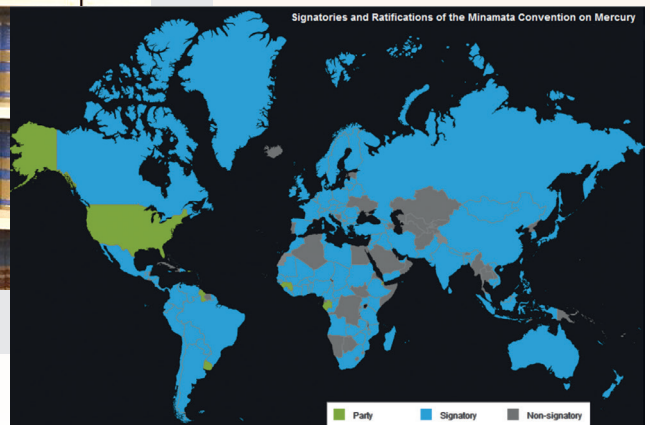 Signatories and Ratifications of the Minamata Convention on Mercury
Party
Signatory
Non-signatory